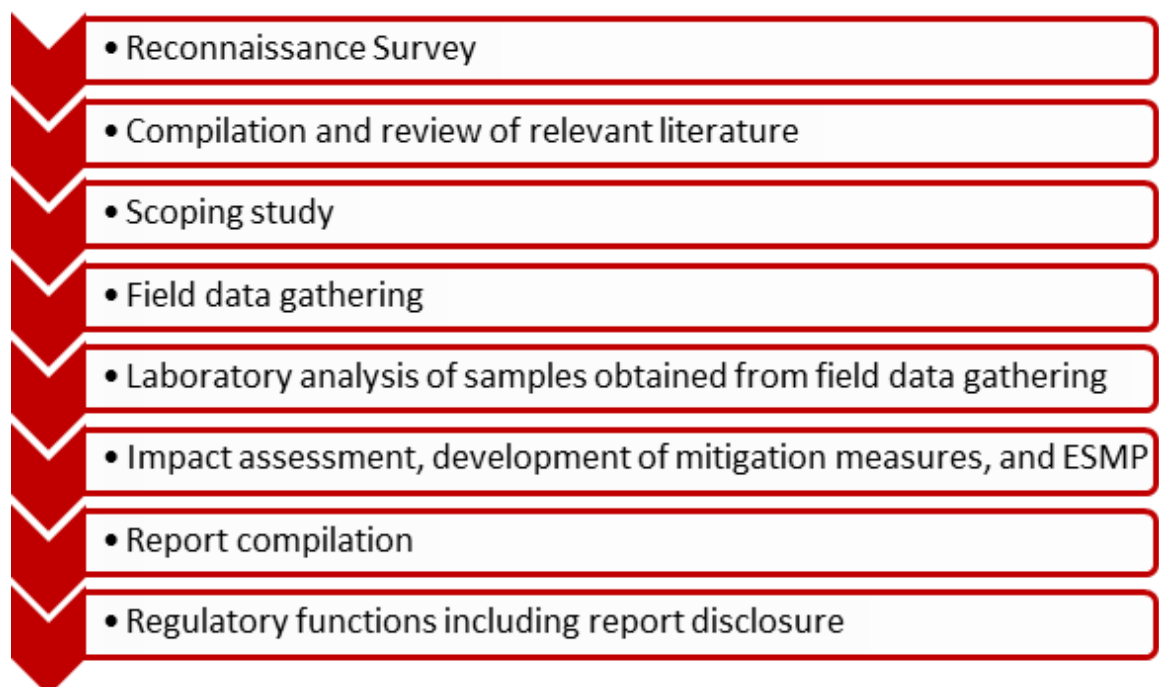 • Reconnaissance Survey
• Compilation and review of relevant literature
• Scoping study
• Field data gathering
• Laboratory analysis of samples obtained from field data gathering
• Impact assessment, development of mitigation measures, and ESMP
• Report compilation
• Regulatory functions including report disclosure